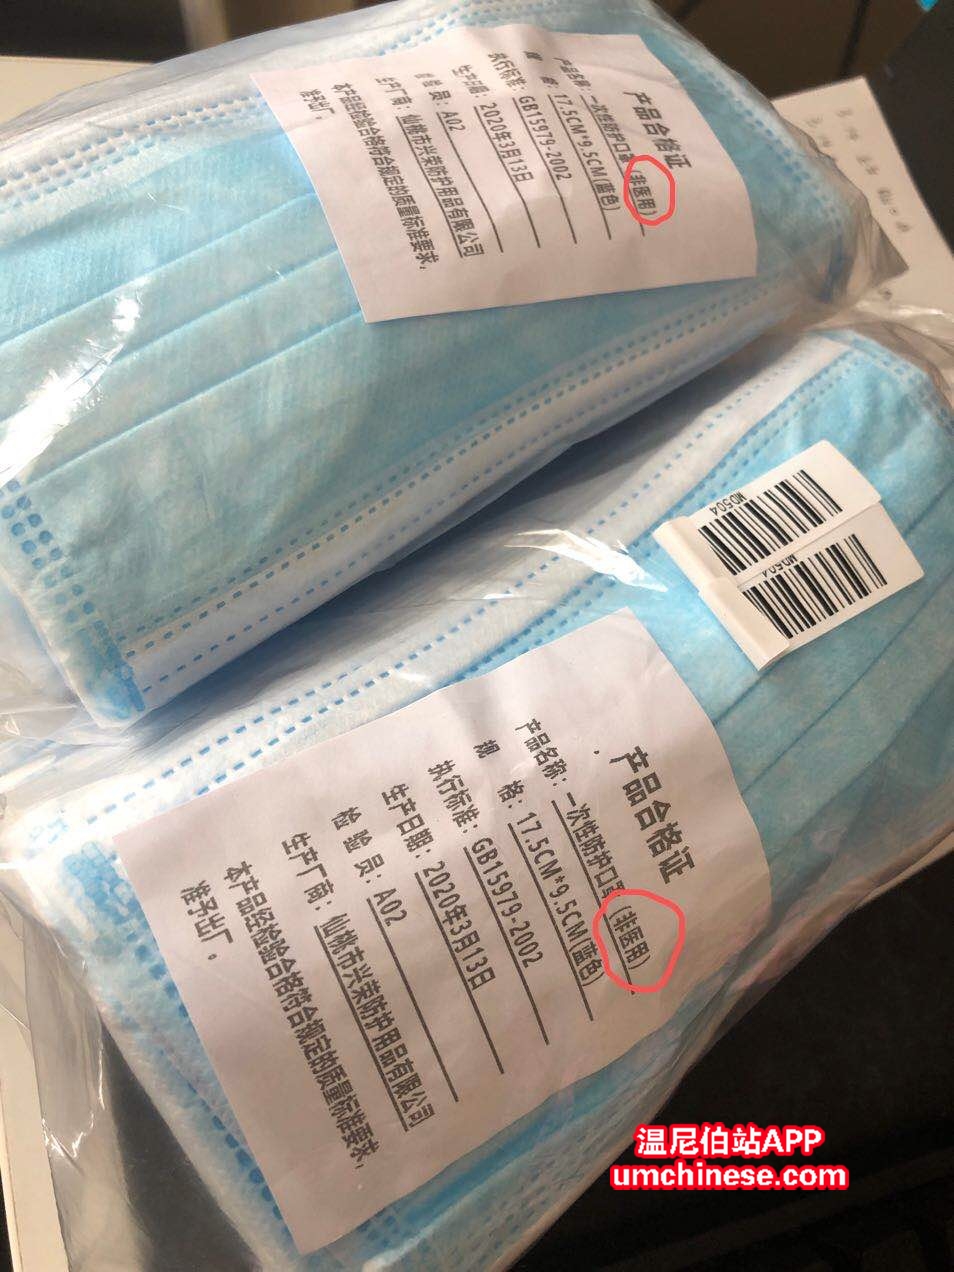 产品合格证
产品名称：一次性防护口罩(非医用)
规 格：17.5CM*9.5CM(蓝色)
执行标准：GB15979-2002
生产日期：2020年3月13日
检验员：A02
生产厂商：仙桃市兴荣防护用品有限公司
本产品经检验合格符合规定的质量标准要求，
准予出厂。
MD504
MD504
产品合格证
产品名称：一次性防护口罩(非医用)
规 格：17.5CM*9.5CM(蓝色)
执行标准：GB15979-2002
生产日期：2020年3月13日
检验员：A02
生产厂商：仙桃市兴荣防护用品有限公司
本产品经检验合格符合规定的质量标准要求，
准予出厂。
温尼伯站APP
umchinese.com